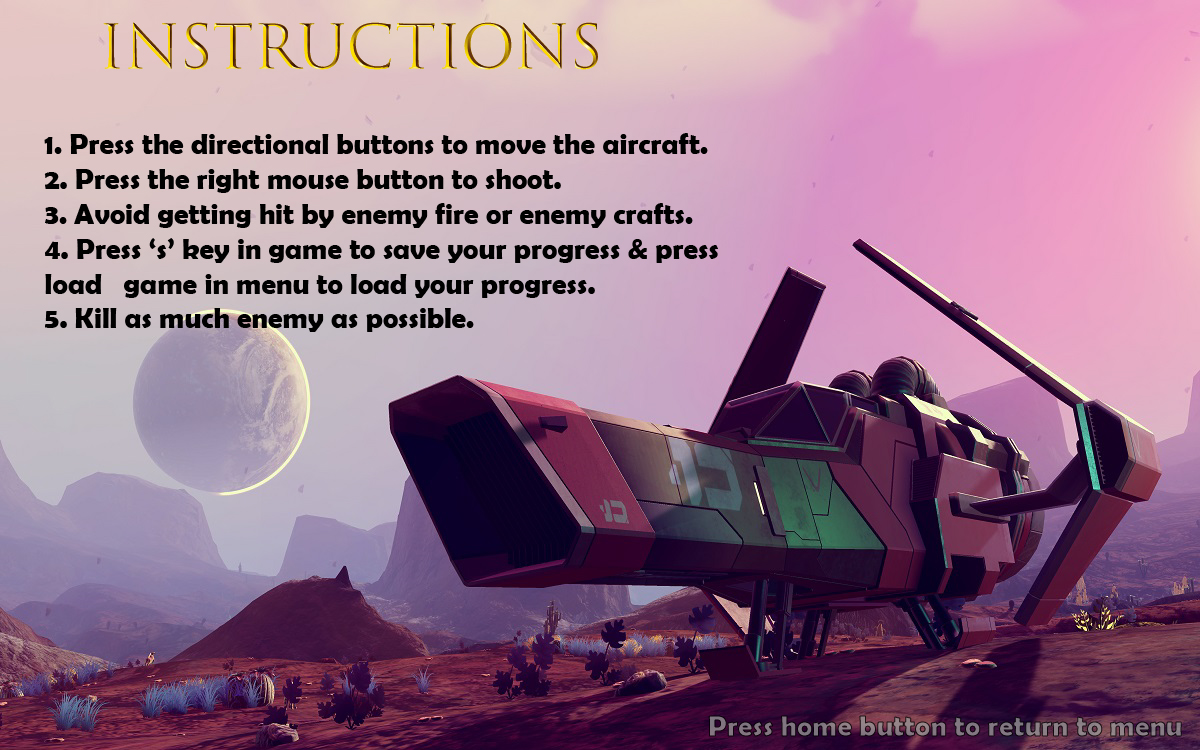 INSTRUCTIONS
1. Press the directional buttons to move the aircraft.
2. Press the right mouse button to shoot.
3. Avoid getting hit by enemy fire or enemy crafts.
4. Press ‘s’ key in game to save your progress & press
load game in menu to load your progress.
5. Kill as much enemy as possible.
Press home button to return to menu